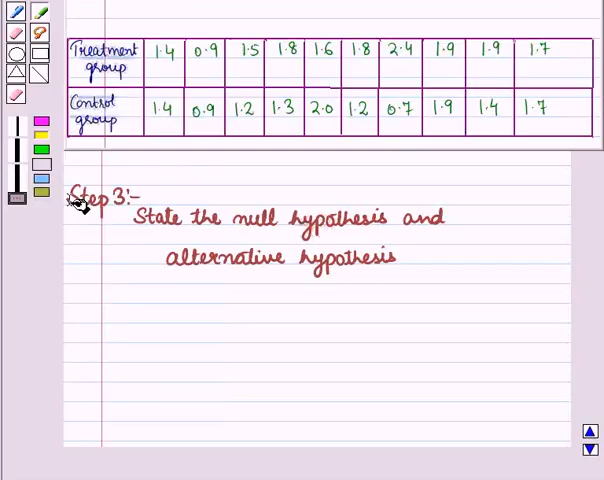 Treatment group 1.4 0.9 1.5 1.8 1.6 1.8 2.4 1.9 1.9 1.7
Control group 1.4 0.9 1.2 1.3 2.0 1.2 0.7 1.9 1.4 1.7
Step 3:-
State the null hypothesis and
alternative hypothesis